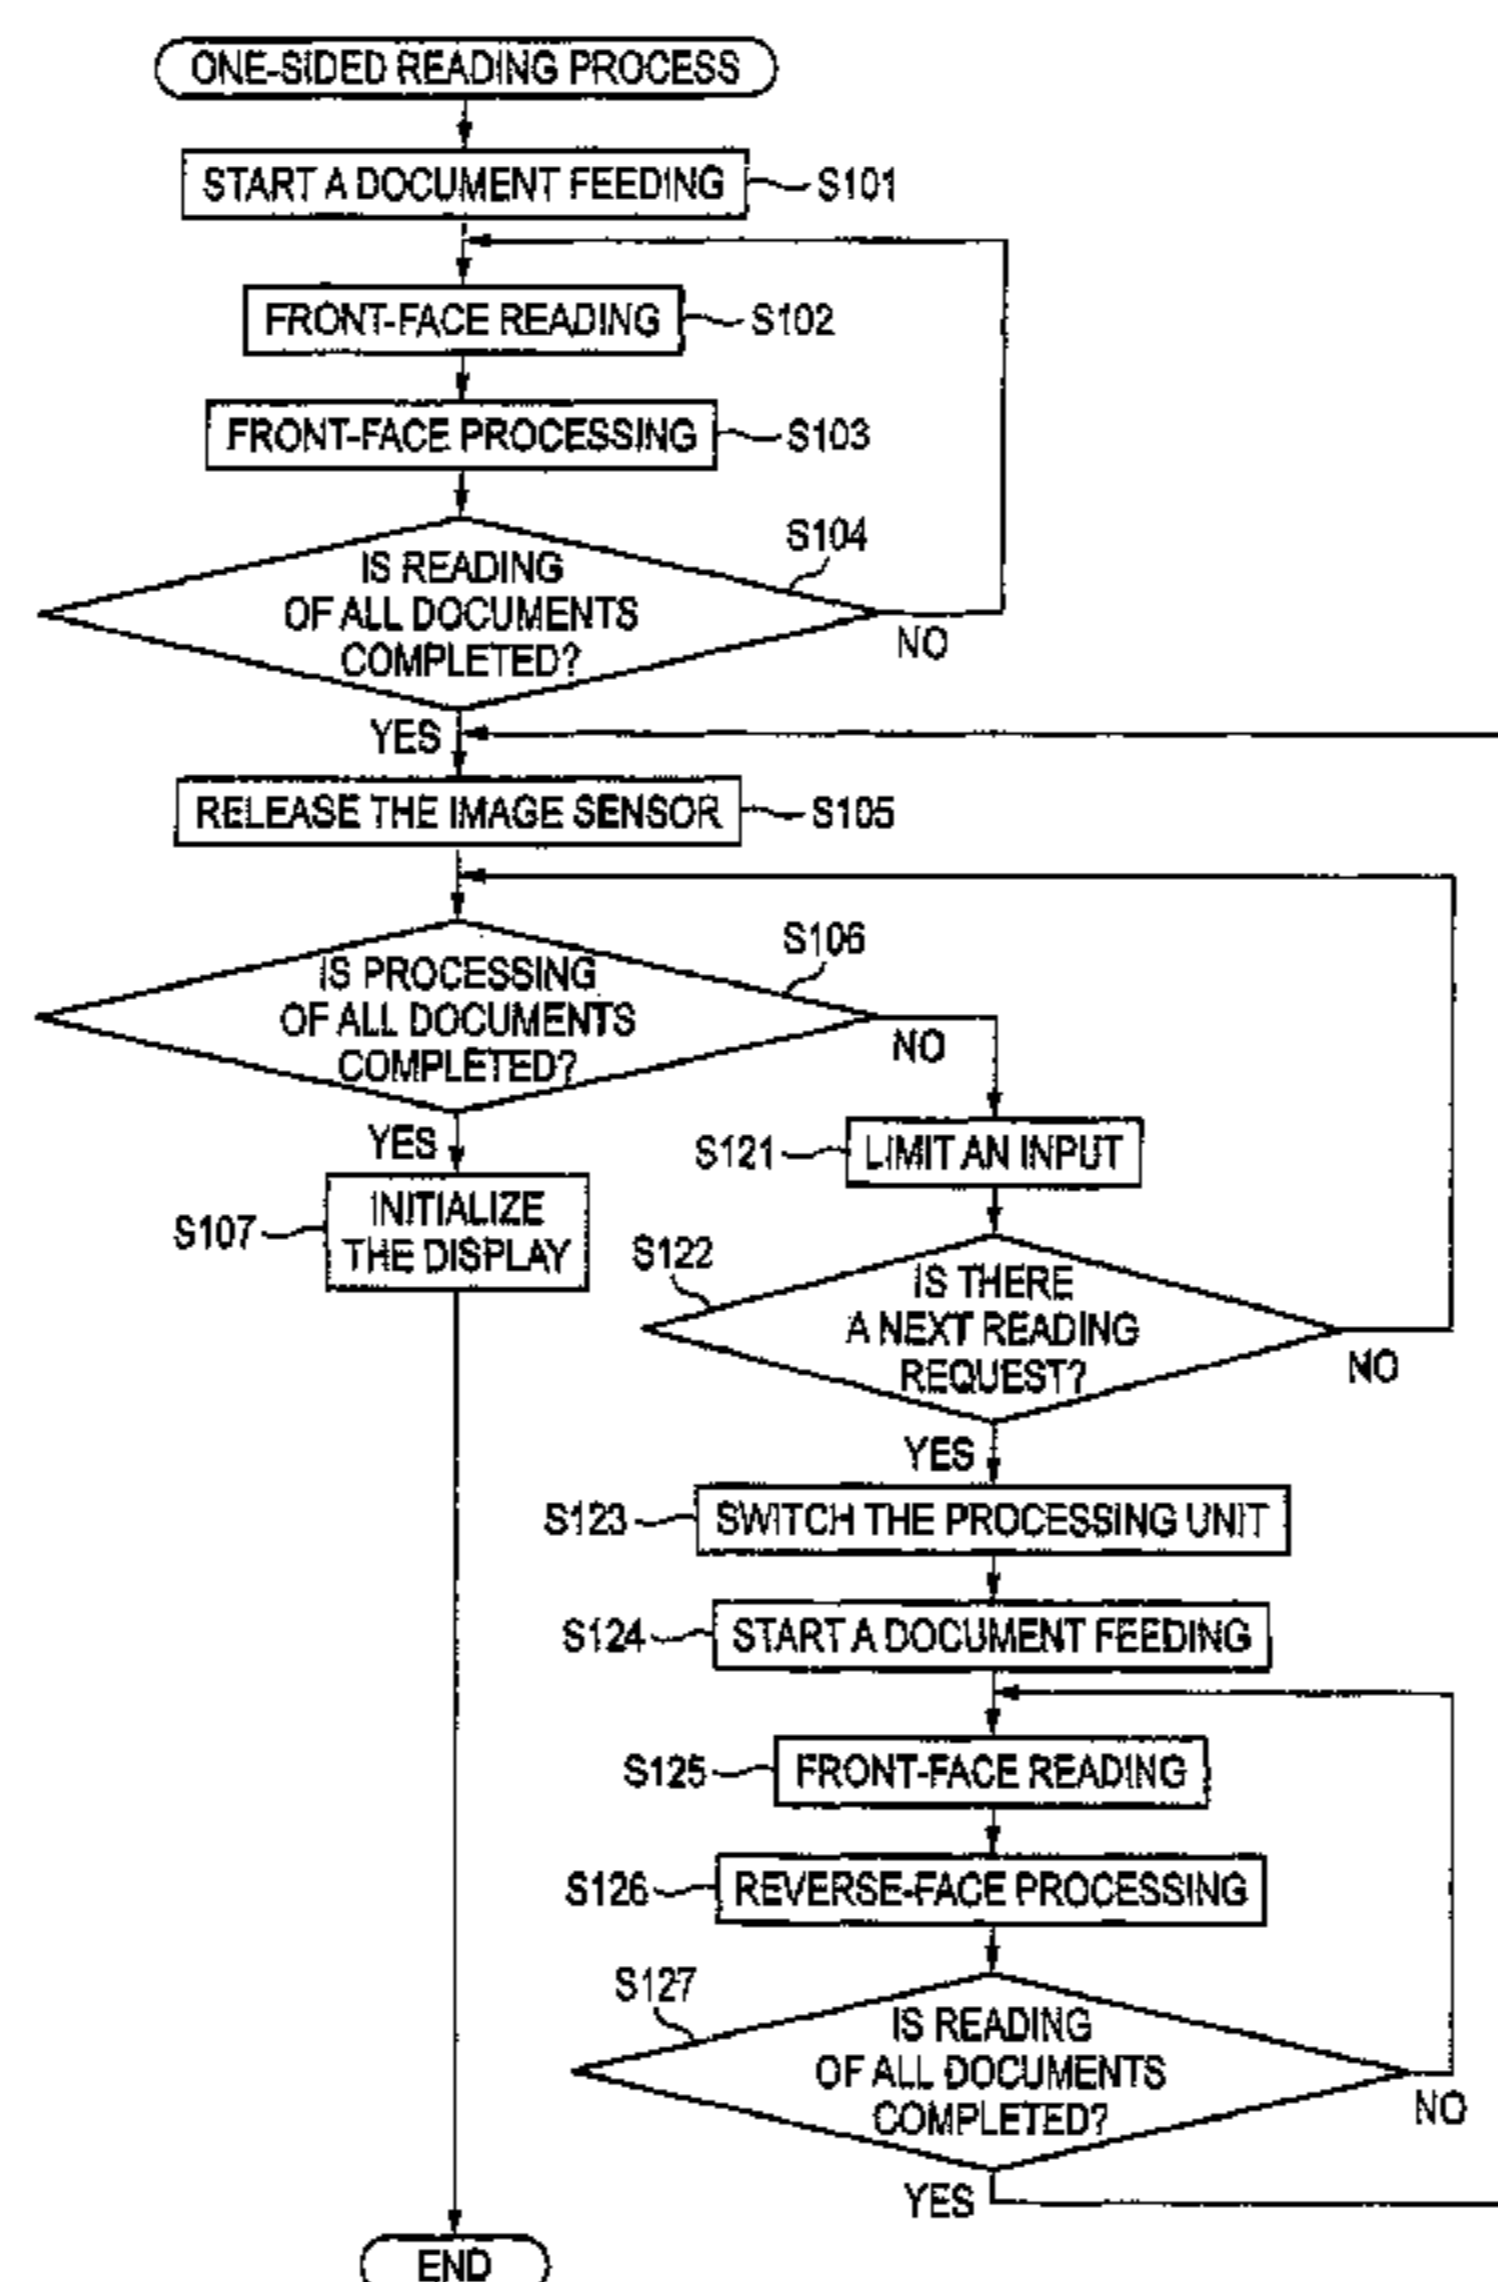 ONE-SIDED READING PROCESS
START A DOCUMENT FEEDING
S101
FRONT-FACE READING
S102
FRONT-FACE PROCESSING
S103
S104
IS READING
OF ALL DOCUMENTS
COMPLETED?
NO
YES
RELEASE THE IMAGE SENSOR
S105
S106
IS PROCESSING
OF ALL DOCUMENTS
COMPLETED?
NO
YES
S121
LIMIT AN INPUT
S107
INITIALIZE
THE DISPLAY
S122
IS THERE
A NEXT READING
REQUEST?
NO
YES
S123
SWITCH THE PROCESSING UNIT
S124
START A DOCUMENT FEEDING
S125
FRONT-FACE READING
S126
REVERSE-FACE PROCESSING
S127
IS READING
OF ALL DOCUMENTS
COMPLETED?
NO
YES
END